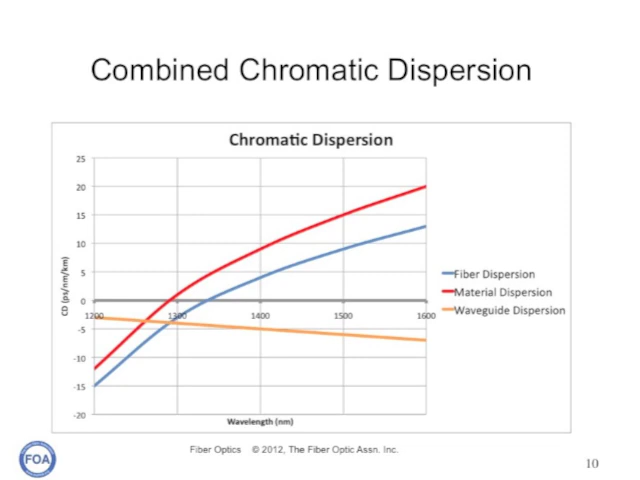 Combined Chromatic Dispersion
Chromatic Dispersion
25
20
15
10
5
0
-5
-10
-15
-20
CD (ps/nm/km)
1200 1300 1400 1500 1600
Wavelength (nm)
Fiber Dispersion
Material Dispersion
Waveguide Dispersion
FOA
Fiber Optics © 2012, The Fiber Optic Assn. Inc.
10